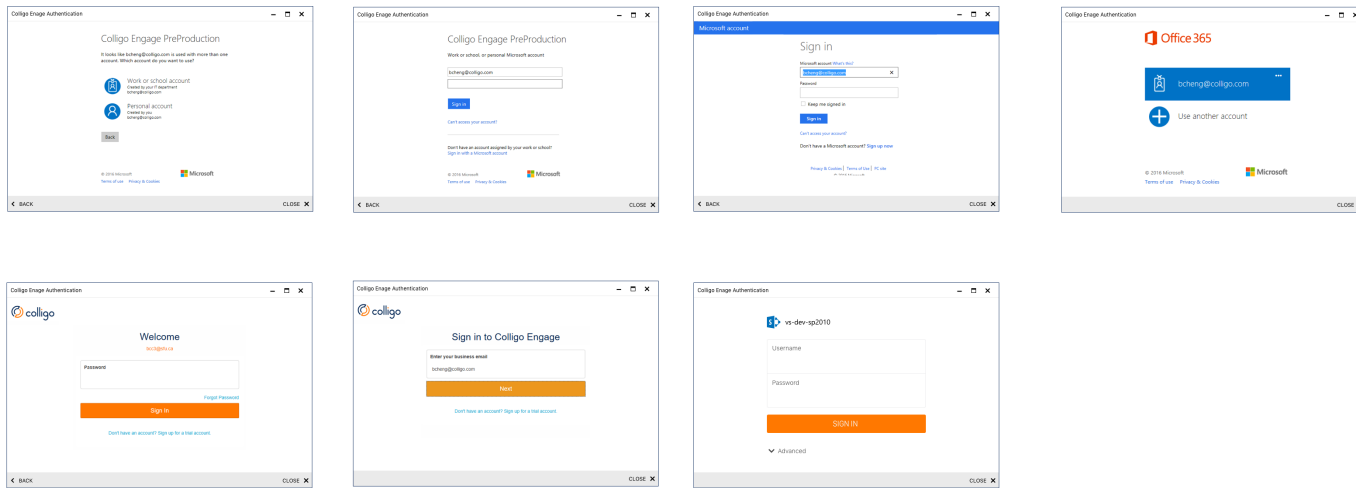 Colligo Enage Authentication
Colligo Engage PreProduction
It looks like bcheng@colligo.com is used with more than one
account. Which account do you want to use?
Work or school account
Created by your IT department
bcheng@colligo.com
Personal account
Created by you
bcheng@colligo.com
Back
© 2016 Microsoft
Terms of use Privacy & Cookies
Microsoft
BACK
CLOSE
Colligo Enage Authentication
Colligo Engage PreProduction
Work or school, or personal Microsoft account
bcheng@colligo.com
Sign in
Can't access your account?
Don't have an account assigned by your work or school?
Sign in with a Microsoft account
© 2016 Microsoft
Terms of use Privacy & Cookies
Microsoft
BACK
CLOSE
Colligo Enage Authentication
Microsoft account
Sign in
Microsoft account What's this?
bcheng@colligo.com
Password
Keep me signed in
Sign in
Can't access your account?
Don't have a Microsoft account? Sign up now
Privacy & Cookies | Terms of Use | PC site
© 2016 Microsoft
BACK
CLOSE
Colligo Enage Authentication
Office 365
bcheng@colligo.com
Use another account
© 2016 Microsoft
Terms of use Privacy & Cookies
Microsoft
CLOSE
Colligo Enage Authentication
colligo
Welcome
Password
Forgot Password
Sign In
Don't have an account? Sign up for a trial account
BACK
CLOSE
Colligo Enage Authentication
colligo
Sign in to Colligo Engage
Enter your business email
bcheng@colligo.com
Next
Don't have an account? Sign up for a trial account
CLOSE
Colligo Enage Authentication
vs-dev-sp2010
Username
Password
SIGN IN
Advanced
CLOSE